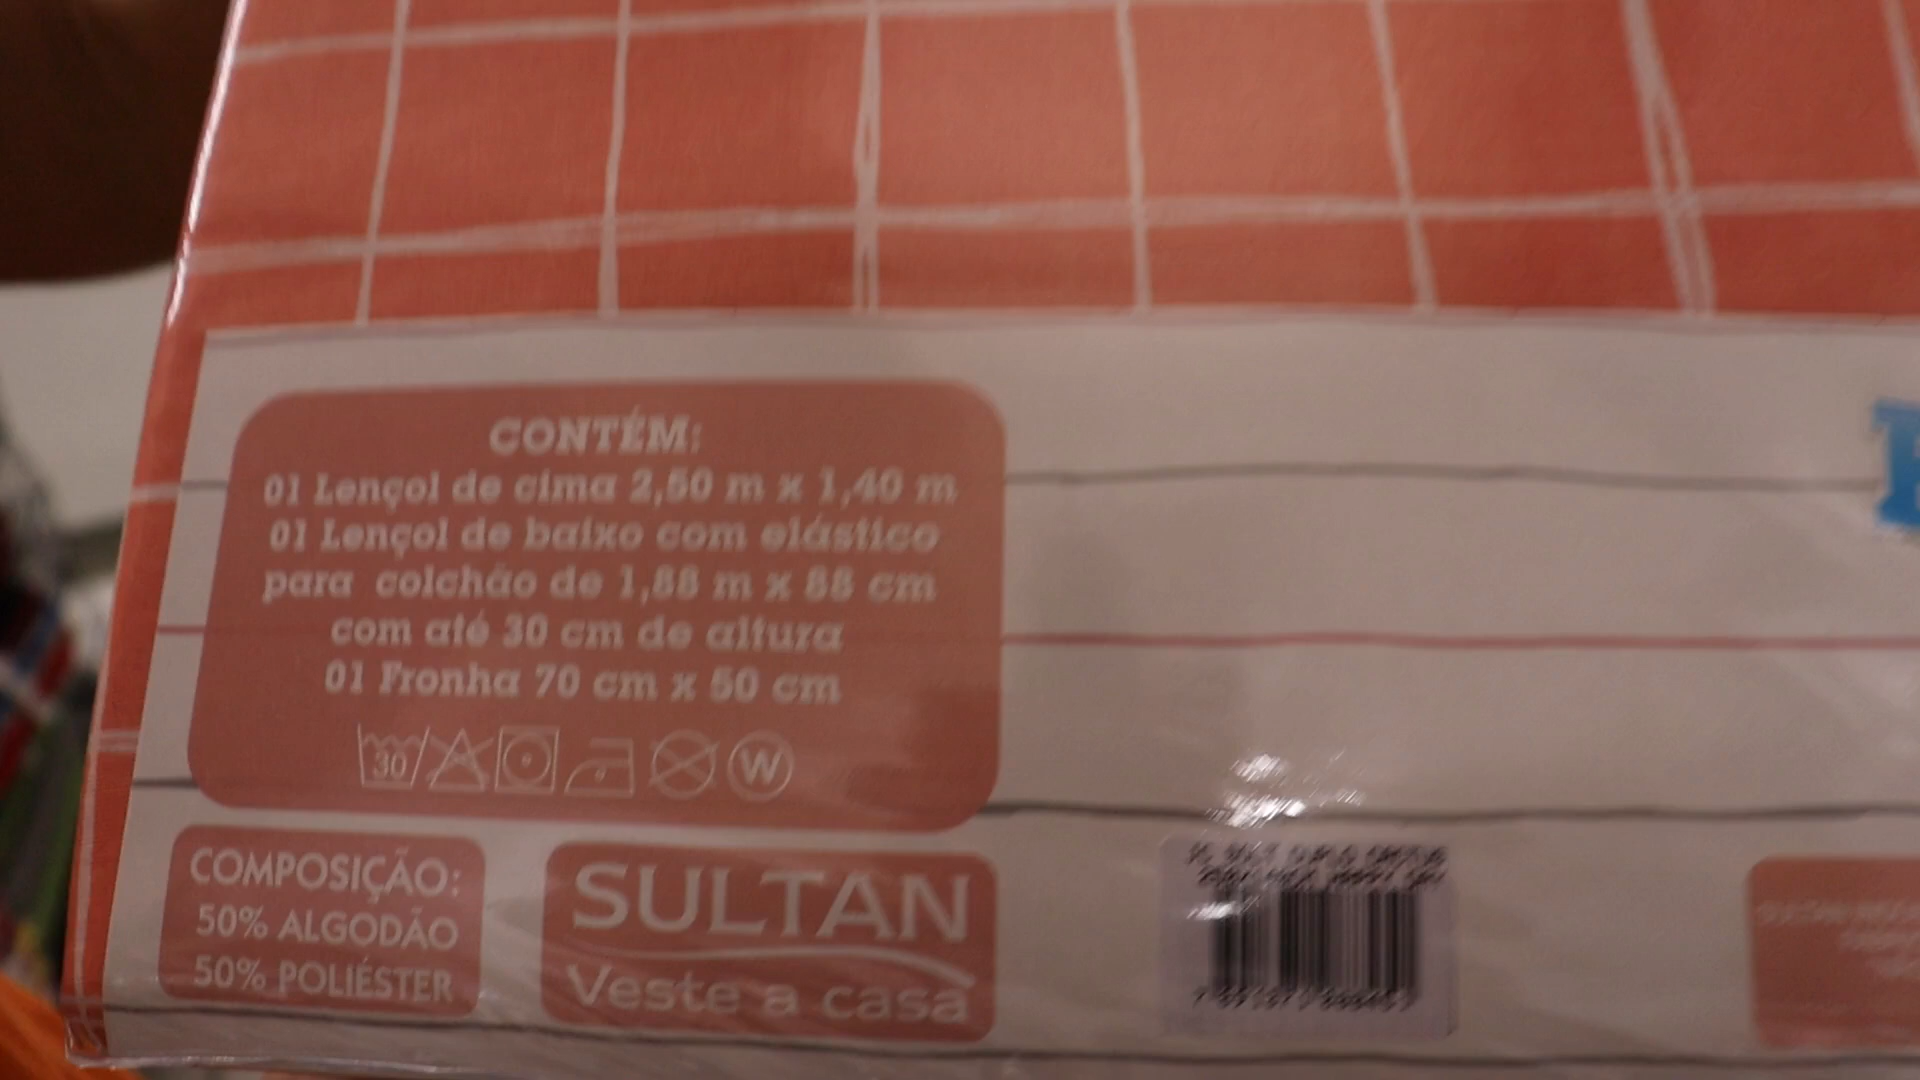 CONTÉM:
01 Lençol de cima 2,50 m x 1,40 m
01 Lençol de baixo com elástico
para colchão de 1,88 m x 88 cm
com até 30 cm de altura
01 Fronha 70 cm x 50 cm
30
W
COMPOSIÇÃO:
50% ALGODÃO
50% POLIÉSTER
SULTAN
Veste a casa